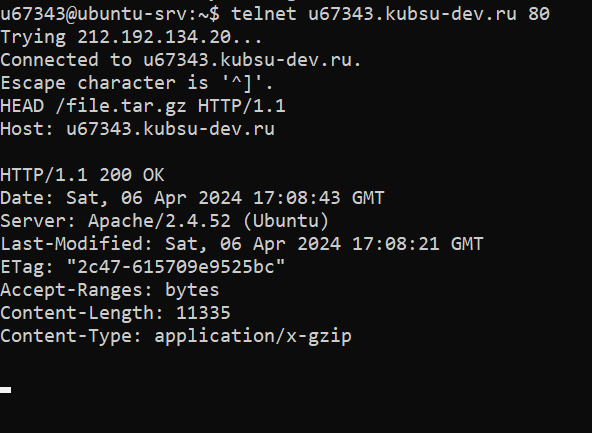 u67343@ubuntu-srv:~$ telnet u67343.kubsu-dev.ru 80
Trying 212.192.134.20...
Connected to u67343.kubsu-dev.ru.
Escape character is '^]'.
HEAD /file.tar.gz HTTP/1.1
Host: u67343.kubsu-dev.ru

HTTP/1.1 200 OK
Date: Sat, 06 Apr 2024 17:08:43 GMT
Server: Apache/2.4.52 (Ubuntu)
Last-Modified: Sat, 06 Apr 2024 17:08:21 GMT
ETag: "2c47-615709e9525bc"
Accept-Ranges: bytes
Content-Length: 11335
Content-Type: application/x-gzip